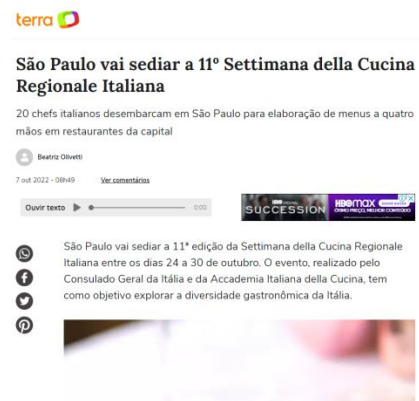 terra
São Paulo vai sediar a 11º Settimana della Cucina
Regionale Italiana
20 chefs italianos desembarcam em São Paulo para elaboração de menus a quatro
mãos em restaurantes da capital
Beatriz Olivetti
7 out 2022 - 08h49 Ver comentários
Ouvir texto 0:00
SUCCESSION
HBOMAX
São Paulo vai sediar a 11ª edição da Settimana della Cucina Regionale
Italiana entre os dias 24 a 30 de outubro. O evento, realizado pelo
Consulado Geral da Itália e da Accademia Italiana della Cucina, tem
como objetivo explorar a diversidade gastronômica da Itália.